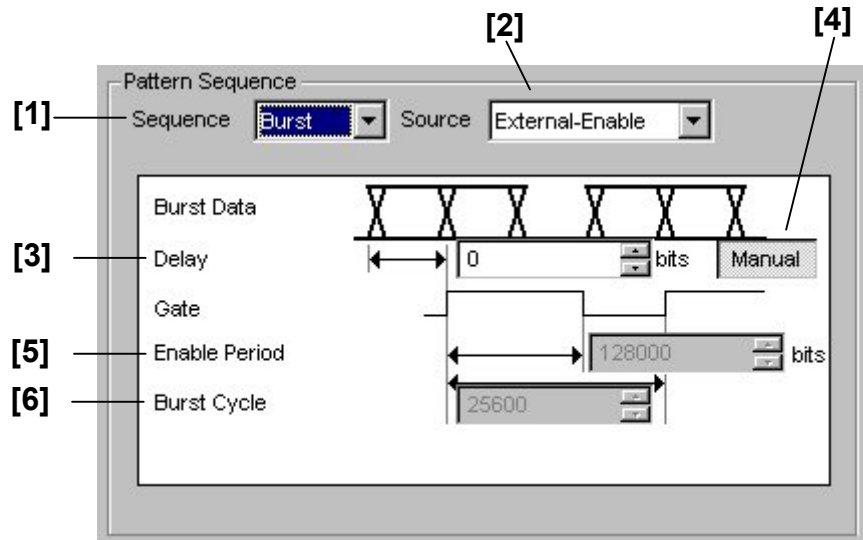 [2] [4]
Pattern Sequence
[1] Sequence Burst Source External-Enable
Burst Data
[3] Delay 0 bits Manual
Gate
[5] Enable Period 128000 bits
[6] Burst Cycle 25600